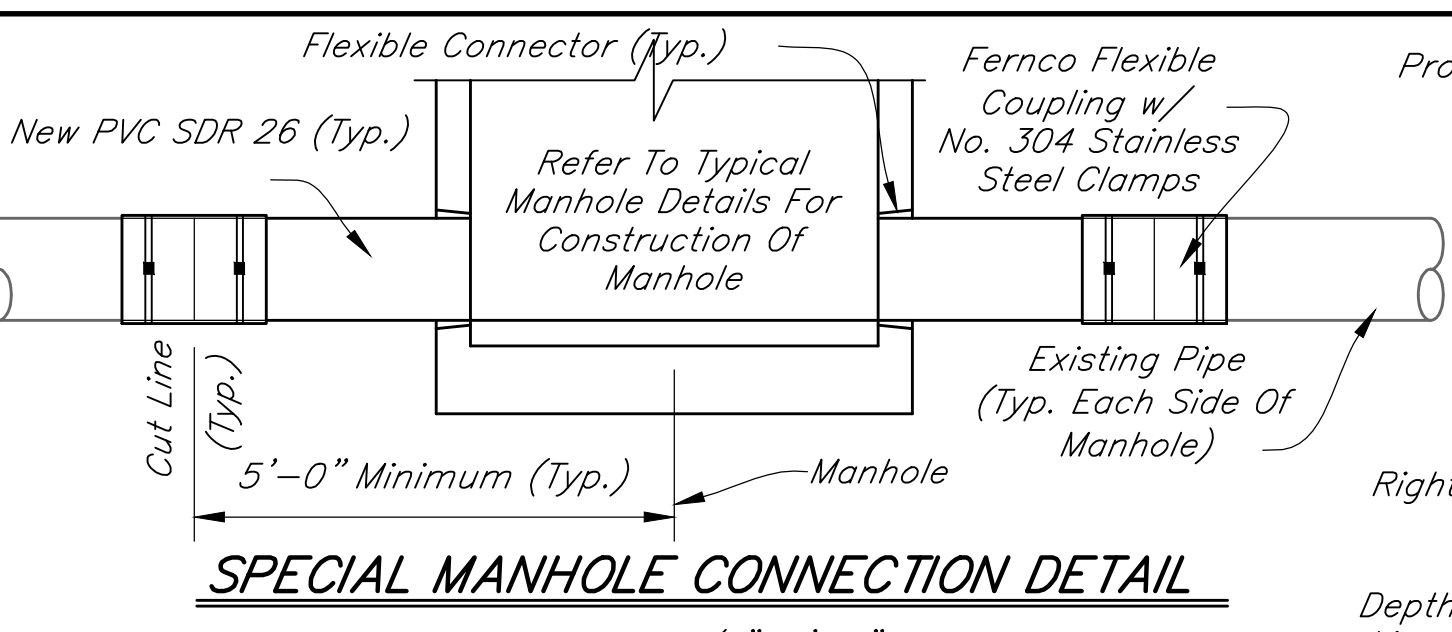 Flexible Connector (Typ.)
Fernco Flexible
Coupling w/
No. 304 Stainless
Steel Clamps
New PVC SDR 26 (Typ.)
Refer To Typical
Manhole Details For
Construction Of
Manhole
Cut Line
(Typ.)
Existing Pipe
(Typ. Each Side Of
Manhole)
5'-0" Minimum (Typ.)
Manhole
Right
SPECIAL MANHOLE CONNECTION DETAIL
Depth